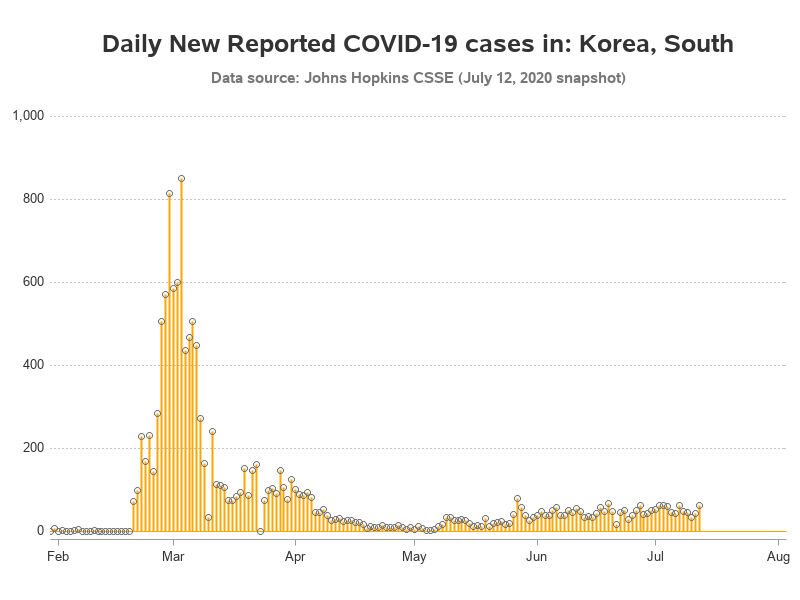 Daily New Reported COVID-19 cases in: Korea, South
Data source: Johns Hopkins CSSE (July 12, 2020 snapshot)
1,000
800
600
400
200
0
Feb Mar Apr May Jun Jul Aug